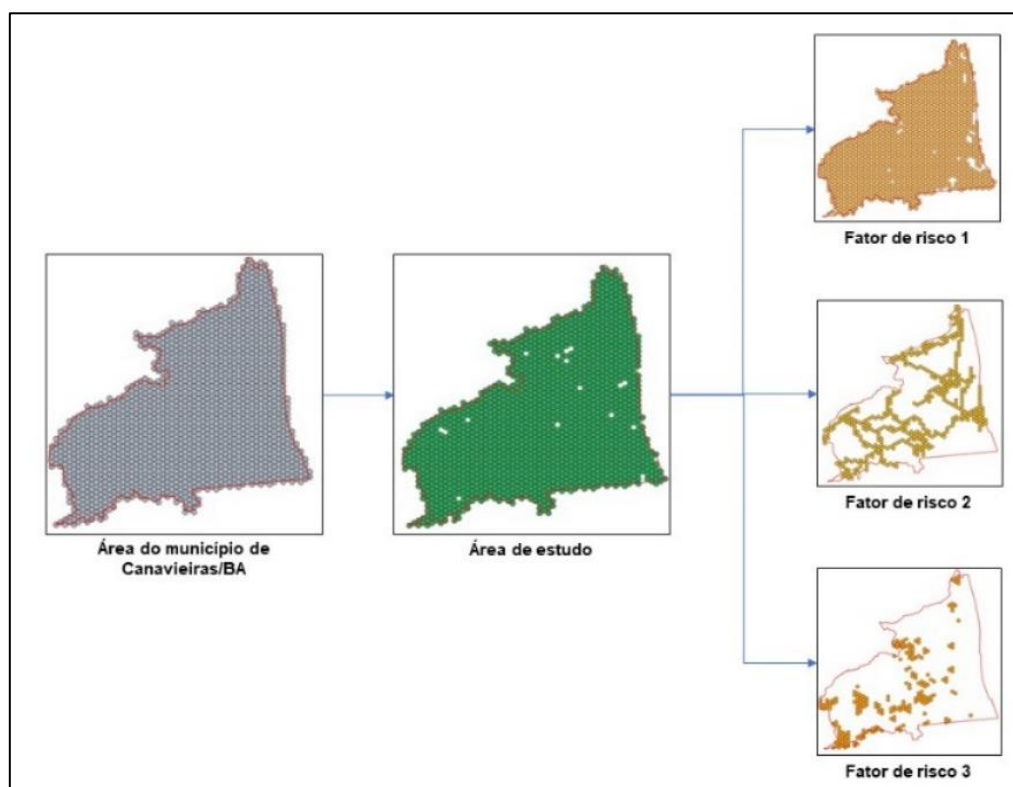 Área do município de
Canavieiras/BA
Área de estudo
Fator de risco 1
Fator de risco 2
Fator de risco 3